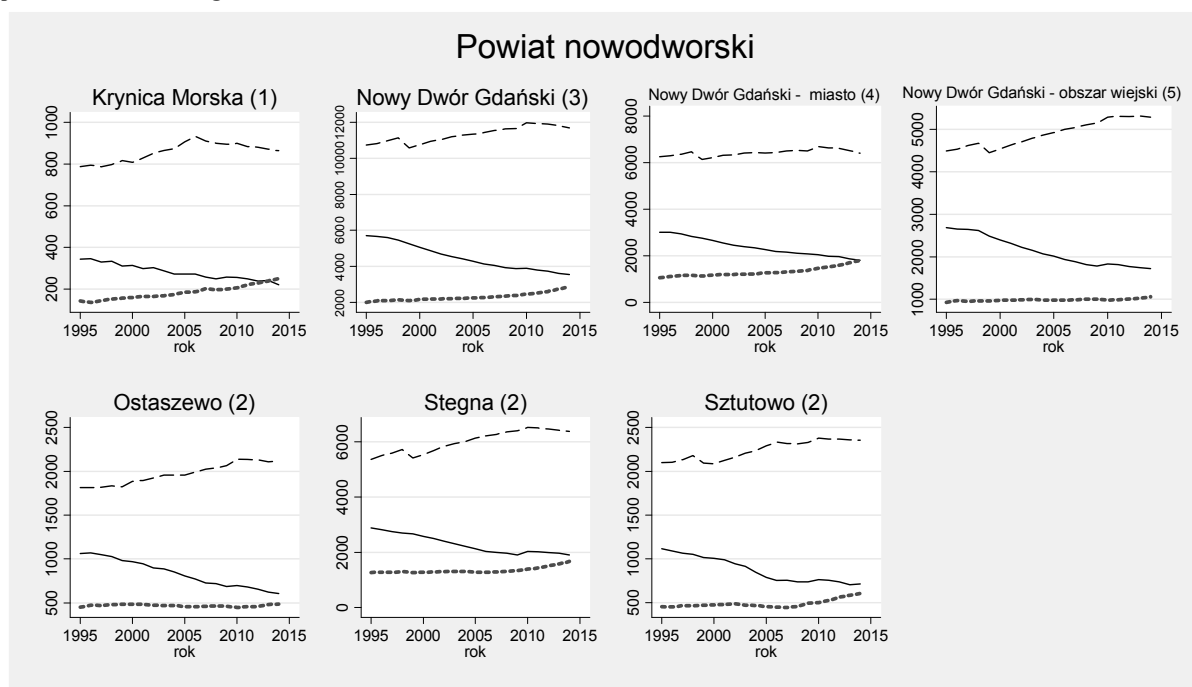 Powiat nowodworski
Krynica Morska (1)
200 400 600 800 1000
1995 2000 2005 2010 2015
rok
Nowy Dwór Gdański (3)
2000 4000 6000 8000 10000 12000
1995 2000 2005 2010 2015
rok
Nowy Dwór Gdański - miasto (4)
0 2000 4000 6000 8000
1995 2000 2005 2010 2015
rok
Nowy Dwór Gdański - obszar wiejski (5)
1000 2000 3000 4000 5000
1995 2000 2005 2010 2015
rok
Ostaszewo (2)
500 1000 1500 2000 2500
1995 2000 2005 2010 2015
rok
Stegna (2)
0 2000 4000 6000
1995 2000 2005 2010 2015
rok
Sztutowo (2)
500 1000 1500 2000 2500
1995 2000 2005 2010 2015
rok